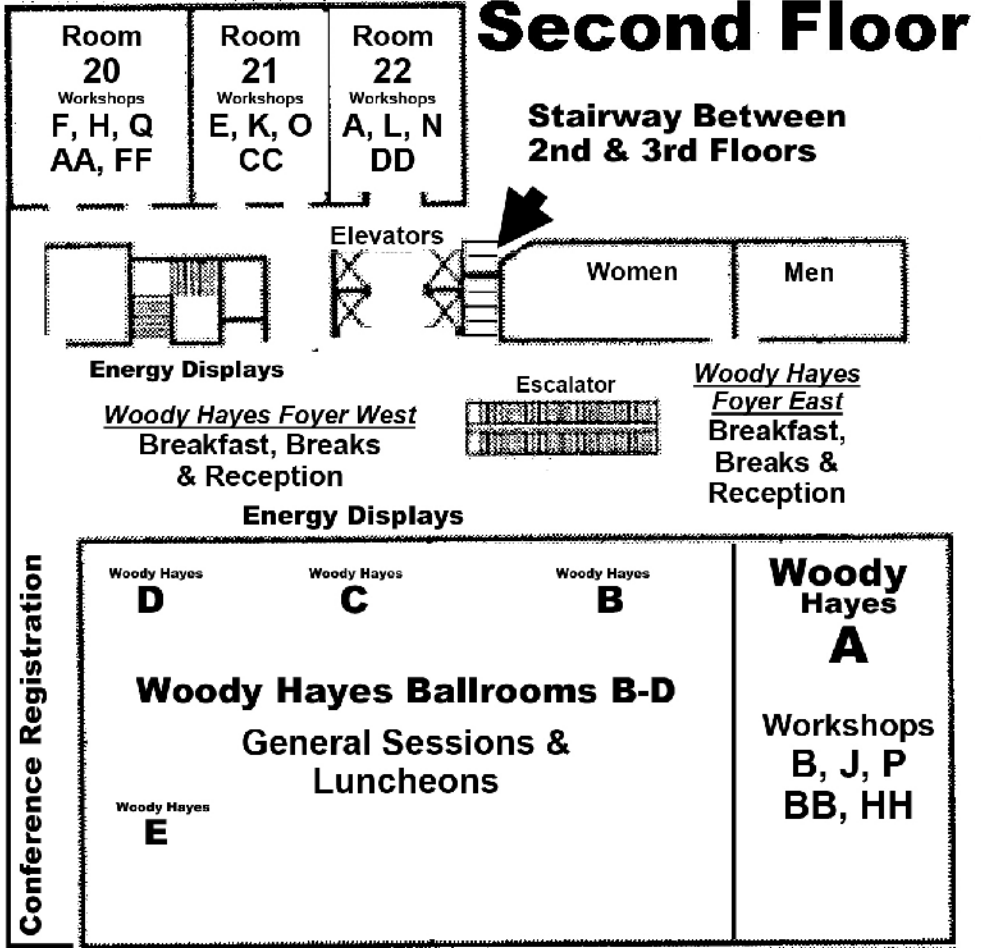 Second Floor
Room
20
Workshops
F, H, Q
AA, FF
Room
21
Workshops
E, K, O
CC
Room
22
Workshops
A, L, N
DD
Stairway Between
2nd & 3rd Floors
Elevators
Women
Men
Energy Displays
Woody Hayes Foyer West
Breakfast, Breaks
& Reception
Energy Displays
Escalator
Woody Hayes
Foyer East
Breakfast,
Breaks &
Reception
Conference Registration
Woody Hayes
D
Woody Hayes
C
Woody Hayes
B
Woody Hayes Ballrooms B-D
General Sessions &
Luncheons
Woody Hayes
E
Woody
Hayes
A
Workshops
B, J, P
BB, HH